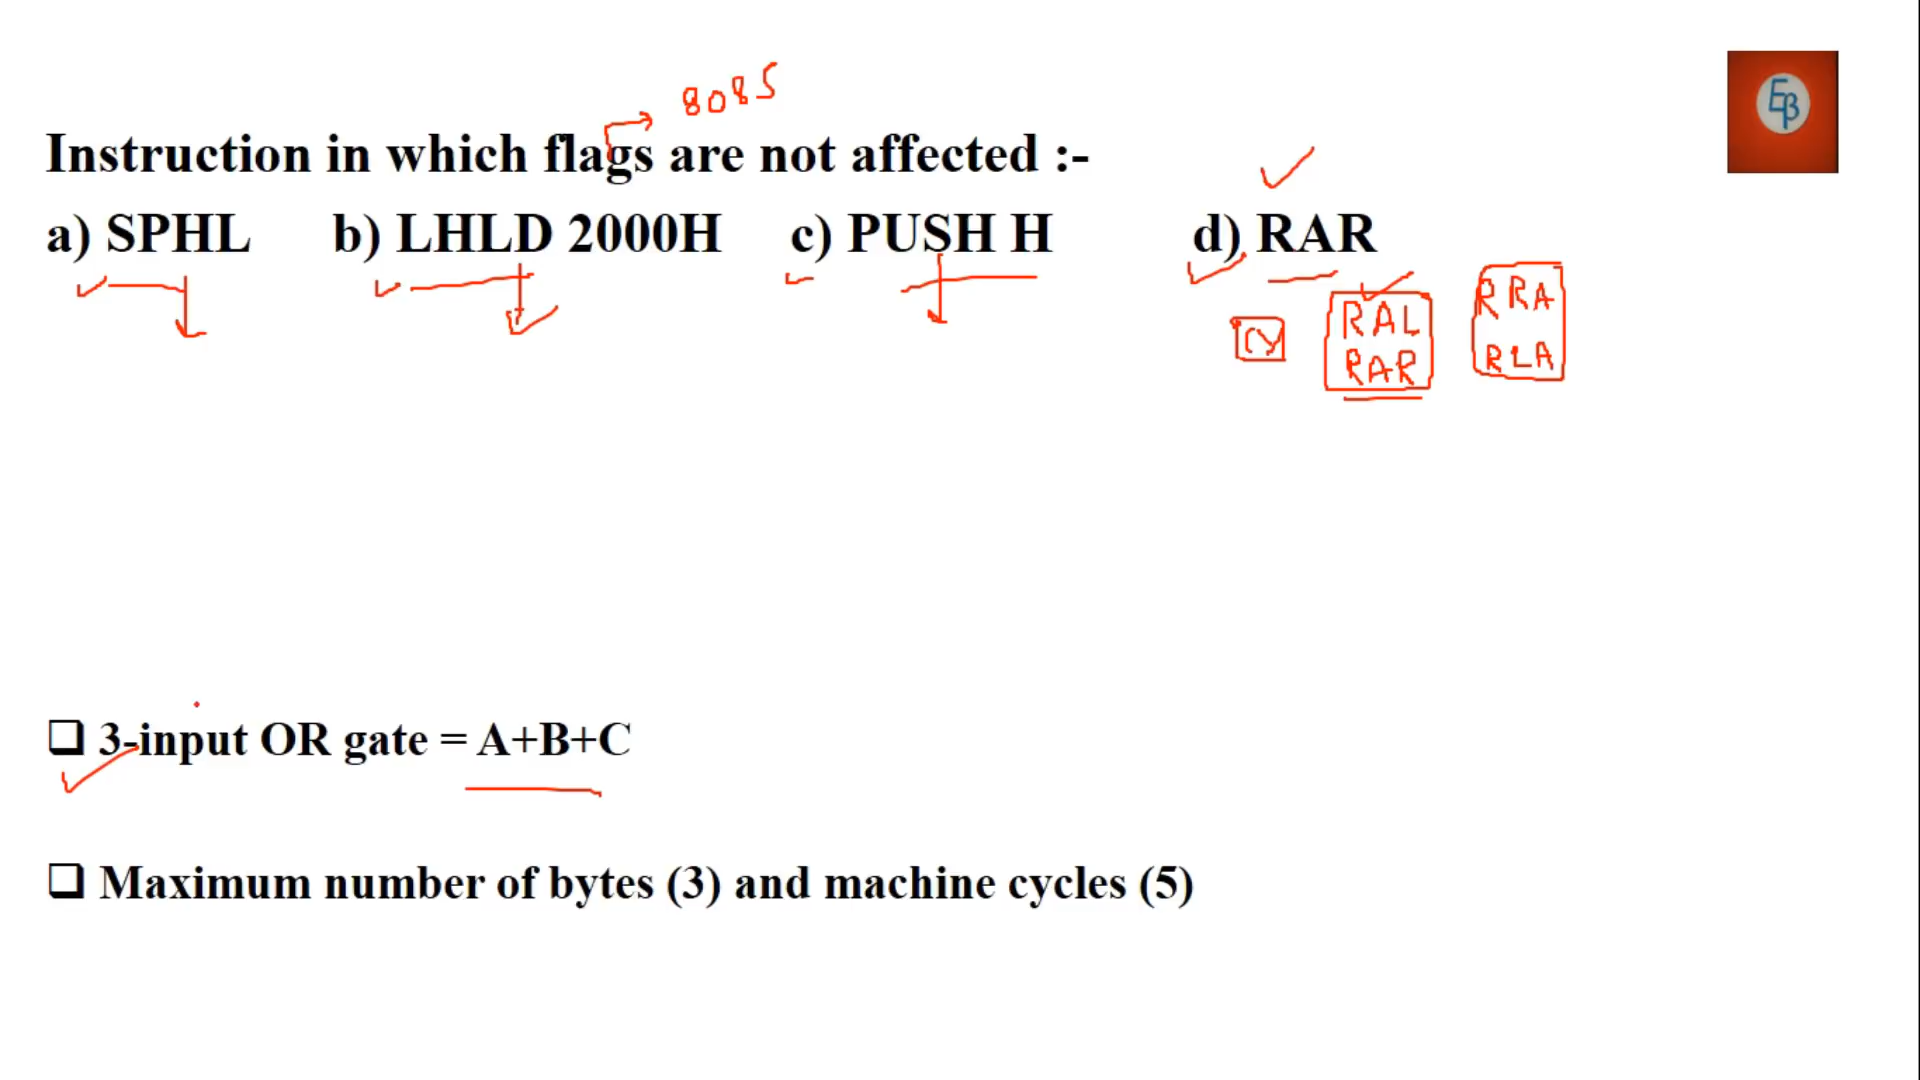 8085
Instruction in which flags are not affected :-
a) SPHL b) LHLD 2000H c) PUSH H d) RAR
CY RAL RRA
RAR RLA
❑ 3-input OR gate = A+B+C
❑ Maximum number of bytes (3) and machine cycles (5)
Eβ